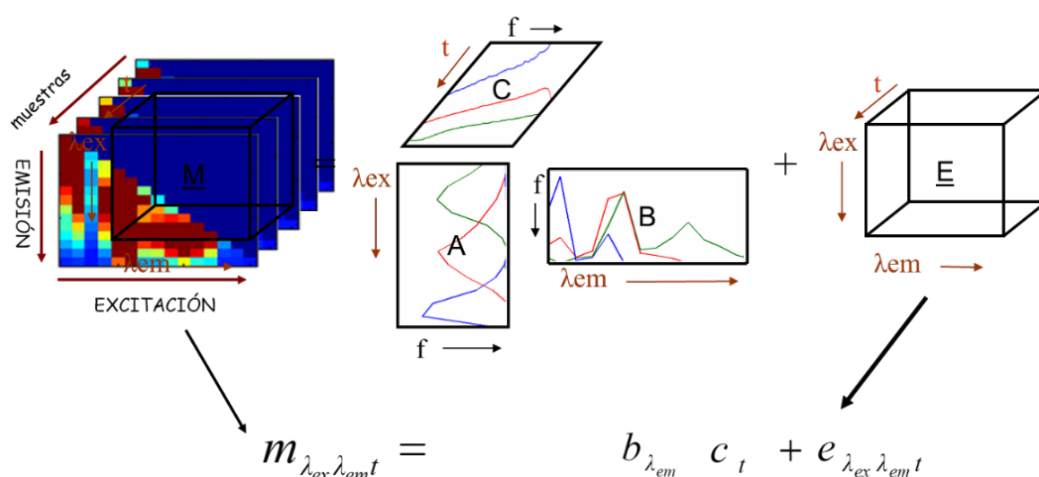 f
t
C
muestras
t
λex
M
EMISIÓN
λem
EXCITACIÓN
=
λex
A
f
f
B
λem
+
t
λex
E
λem
m λex λem t = b λem c t + e λex λem t